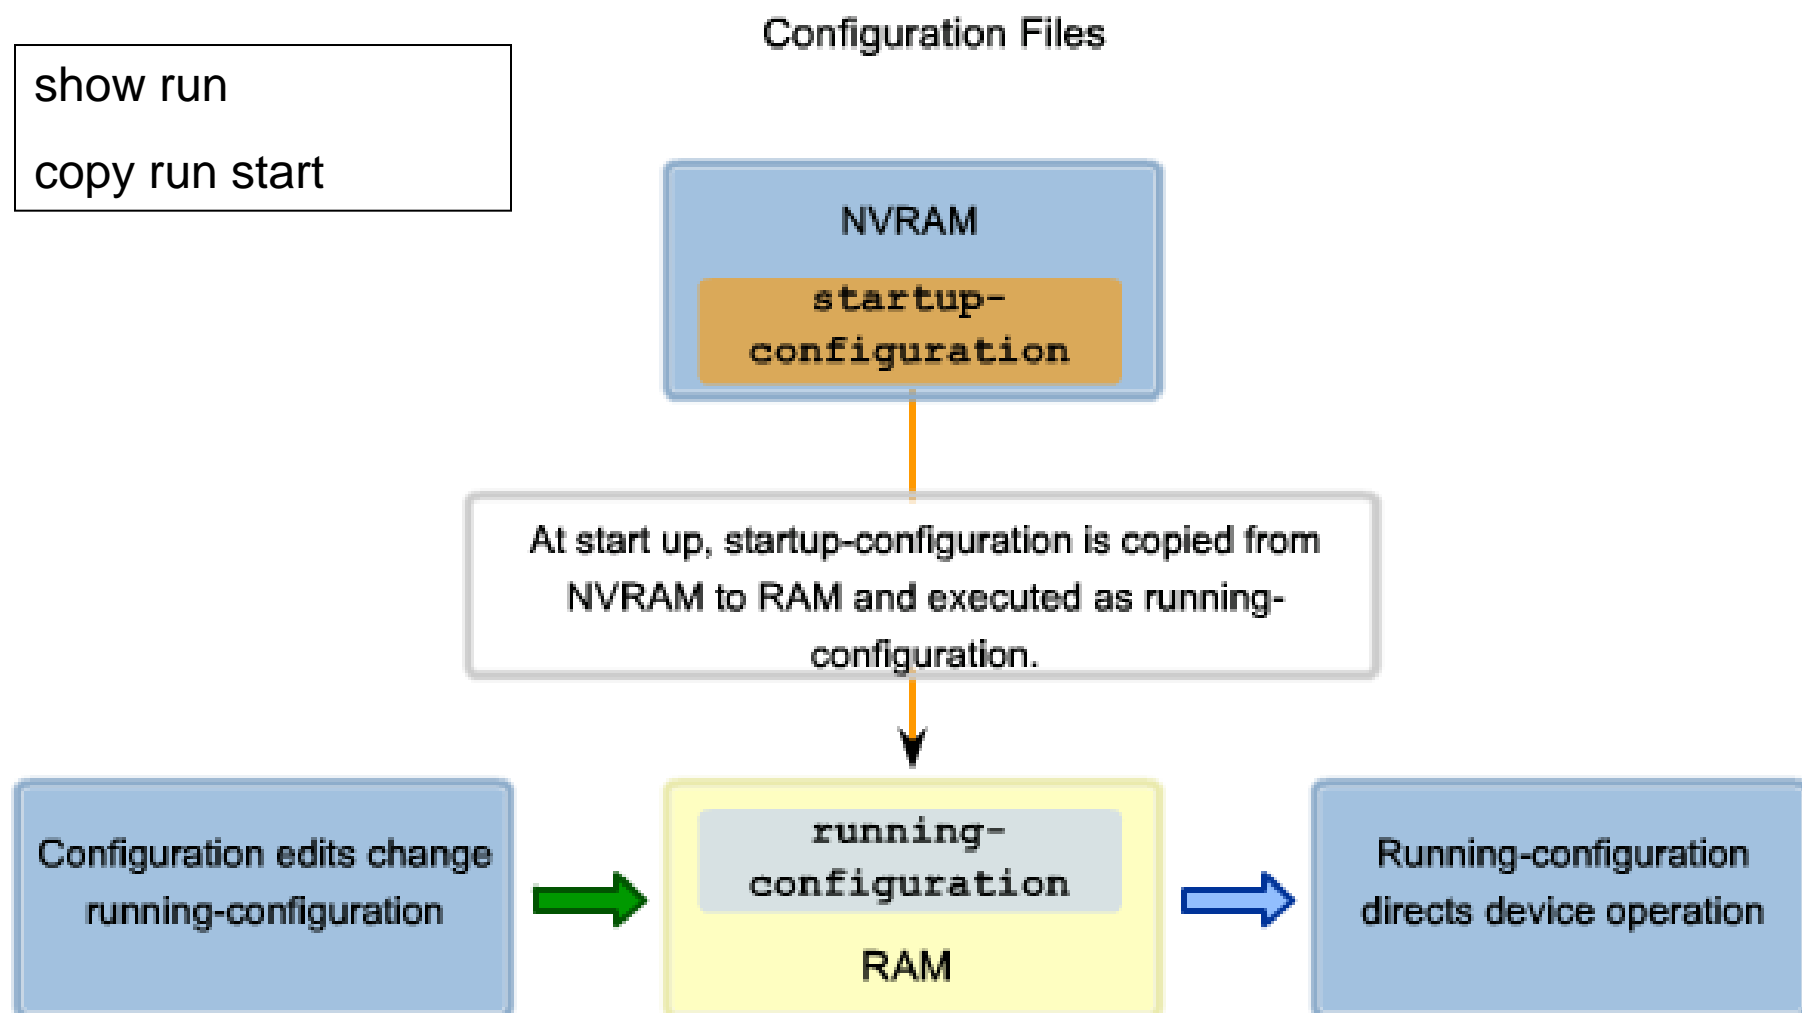 Configuration Files
show run
copy run start
NVRAM
startup-
configuration
At start up, startup-configuration is copied from
NVRAM to RAM and executed as running-
configuration.
Configuration edits change
running-configuration
running-
configuration
RAM
Running-configuration
directs device operation